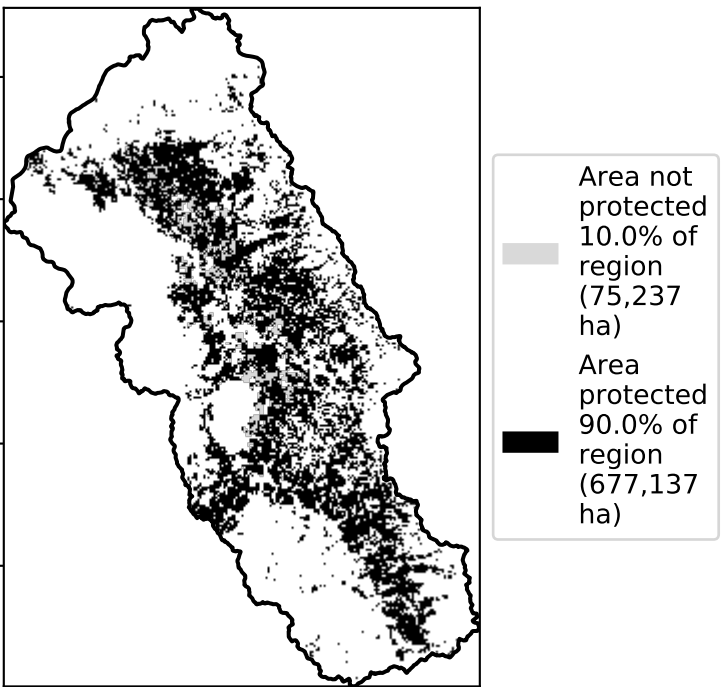 Area not
protected
10.0% of
region
(75,237
ha)
Area
protected
90.0% of
region
(677,137
ha)